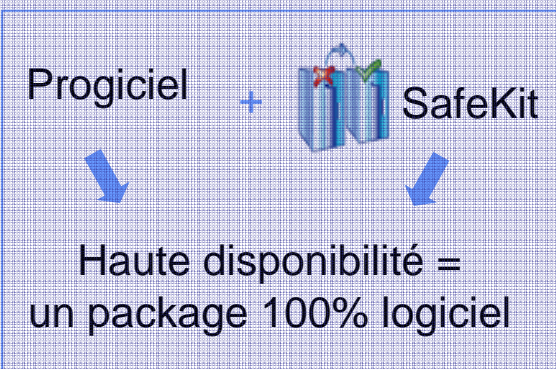 Progiciel + SafeKit
Haute disponibilité =
un package 100% logiciel